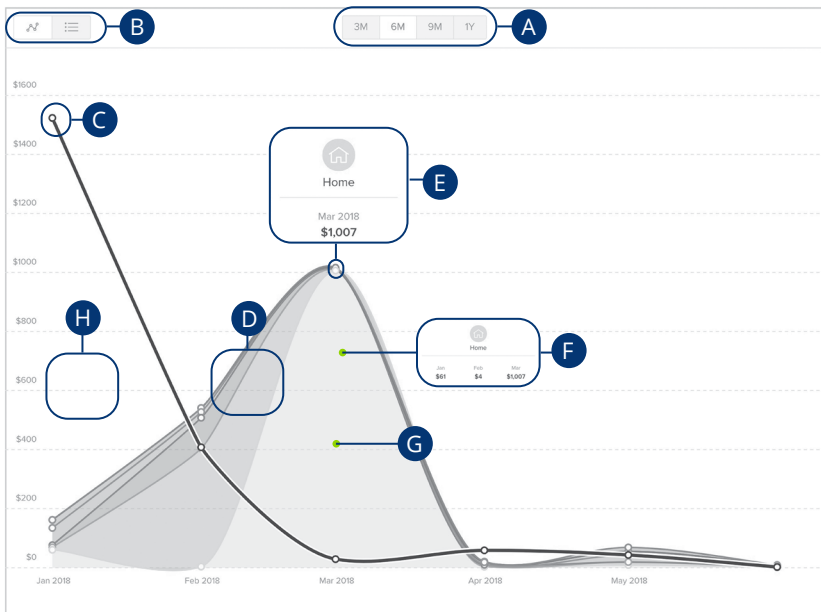 B
3M 6M 9M 1Y
A
$1600
C
$1400
Home
E
$1200
Mar 2018
$1,007
$1000
H
D
$800
Home
F
Jan Feb Mar
$61 $4 $1,007
$600
$400
G
$200
$0
Jan 2018 Feb 2018 Mar 2018 Apr 2018 May 2018